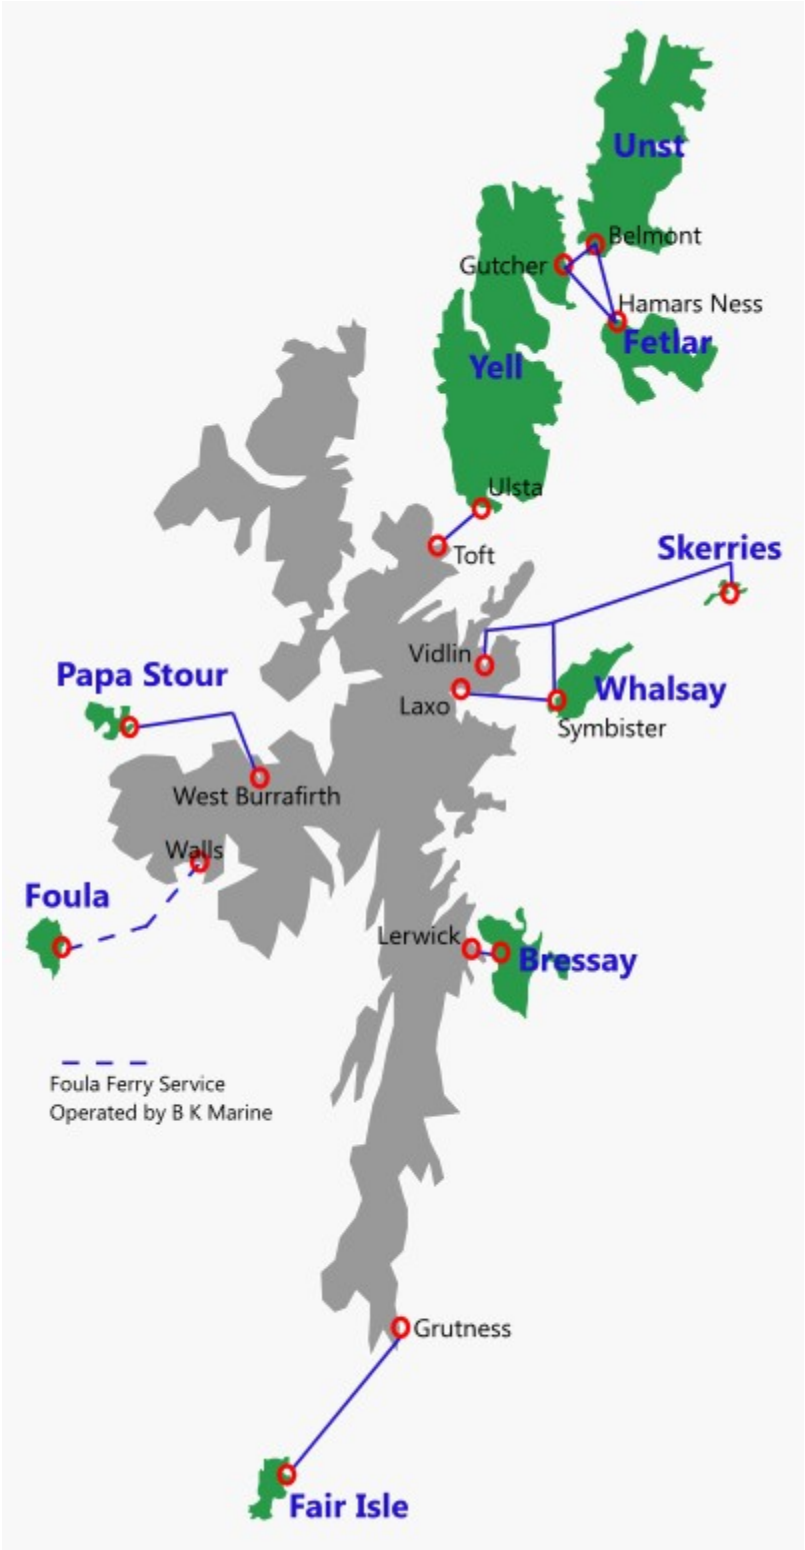 Unst
Belmont
Gutcher
Hamars Ness
Fetlar
Yell
Ulsta
Toft
Skerries
Vidlin
Papa Stour
Whalsay
Laxo
Symbister
West Burrafirth
Walls
Foula
Lerwick
Bressay
Foula Ferry Service
Operated by B K Marine
Grutness
Fair Isle